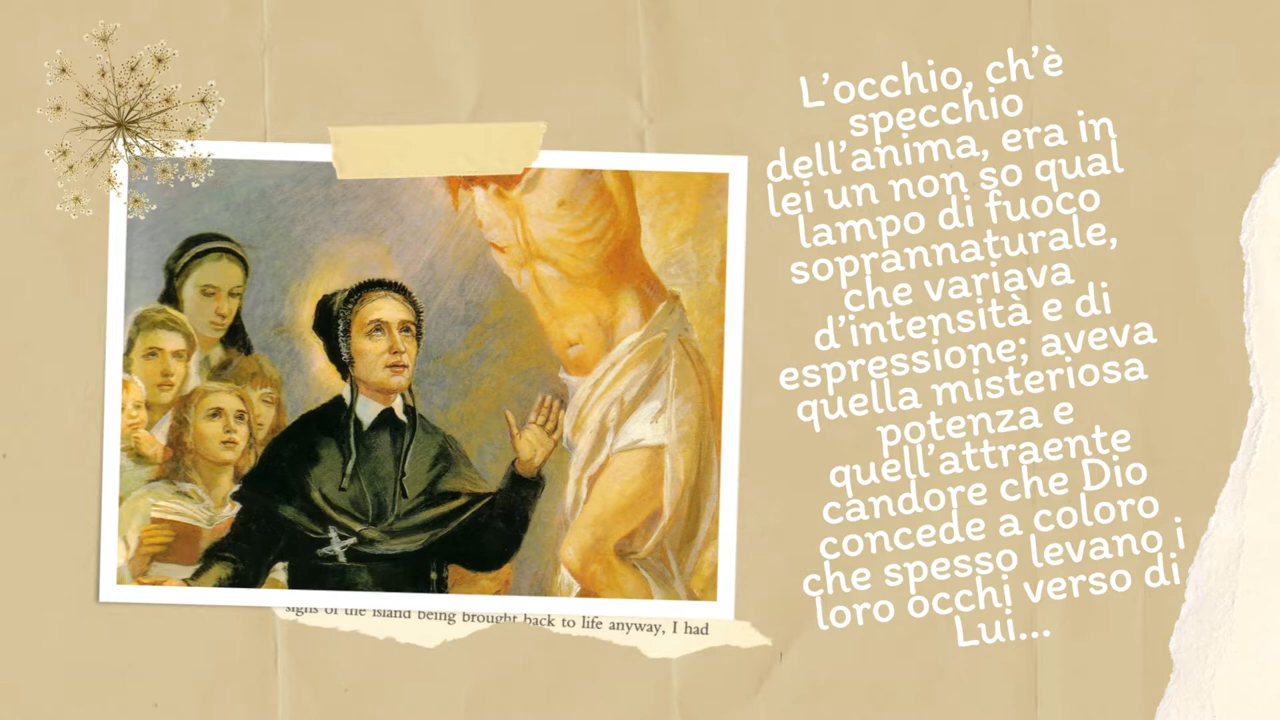 L'occhio, ch'è
specchio
dell'anima, era in
lei un non so qual
lampo di fuoco
soprannaturale,
che variava
d'intensità e di
espressione; aveva
quella misteriosa
potenza e
quell'attraente
candore che Dio
concede a coloro
che spesso levano i
loro occhi verso di
Lui...
signs of the island being brought back to life anyway, I had